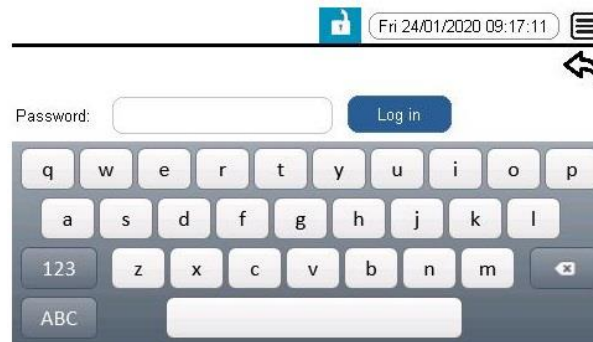 Fri 24/01/2020 09:17:11
Password: Log in
q w e r t y u i o p
a s d f g h j k l
123 z x c v b n m
ABC